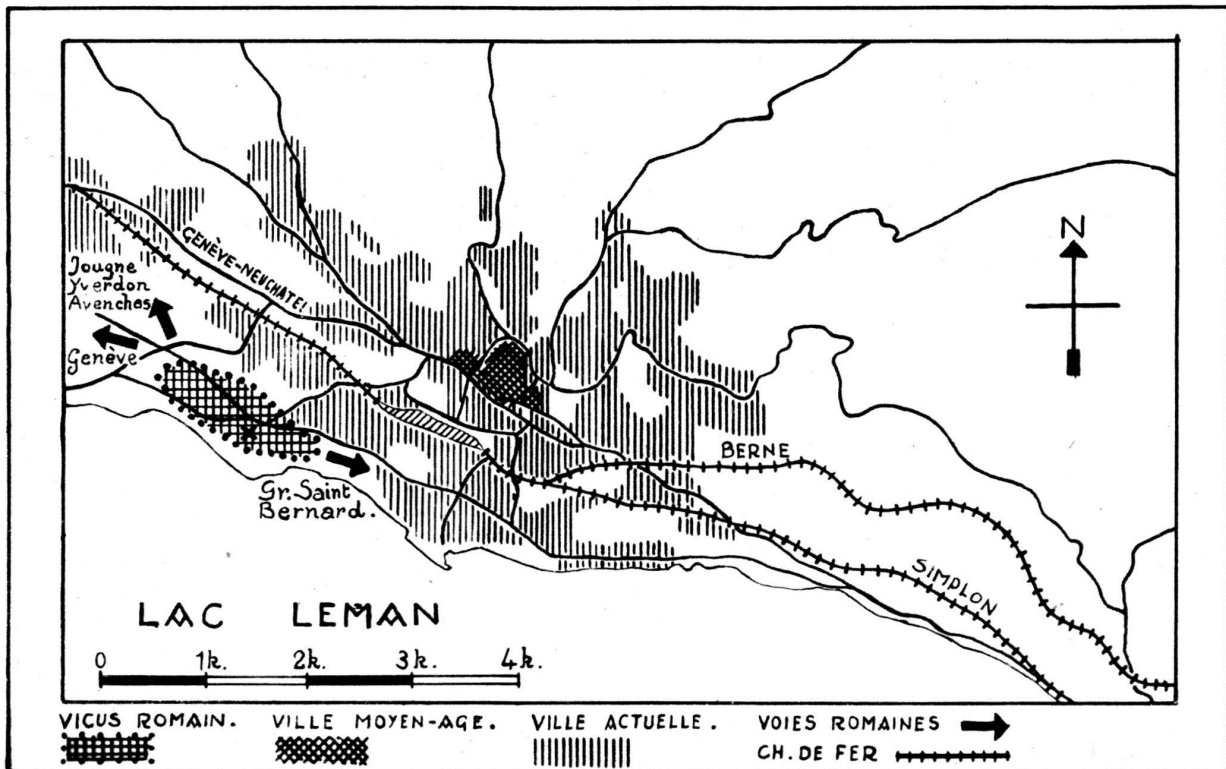 GENÈVE-NEUCHATEL
N
Jougne
Yverdon
Avenches
Genève
Gr. Saint
Bernard.
BERNE
SIMPLON
LAC LEMAN
0 1k. 2k. 3k. 4k.
VICUS ROMAIN. VILLE MOYEN-AGE. VILLE ACTUELLE. VOIES ROMAINES
CH. DE FER